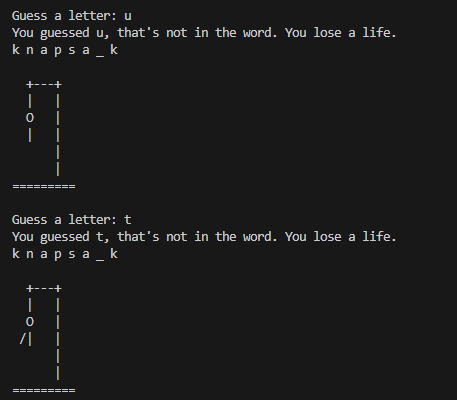 Guess a letter: u
You guessed u, that's not in the word. You lose a life.
k n a p s a _ k

  +---+
  |   |
  O   |
  |   |
      |
      |
=========

Guess a letter: t
You guessed t, that's not in the word. You lose a life.
k n a p s a _ k

  +---+
  |   |
  O   |
 /|   |
      |
      |
=========